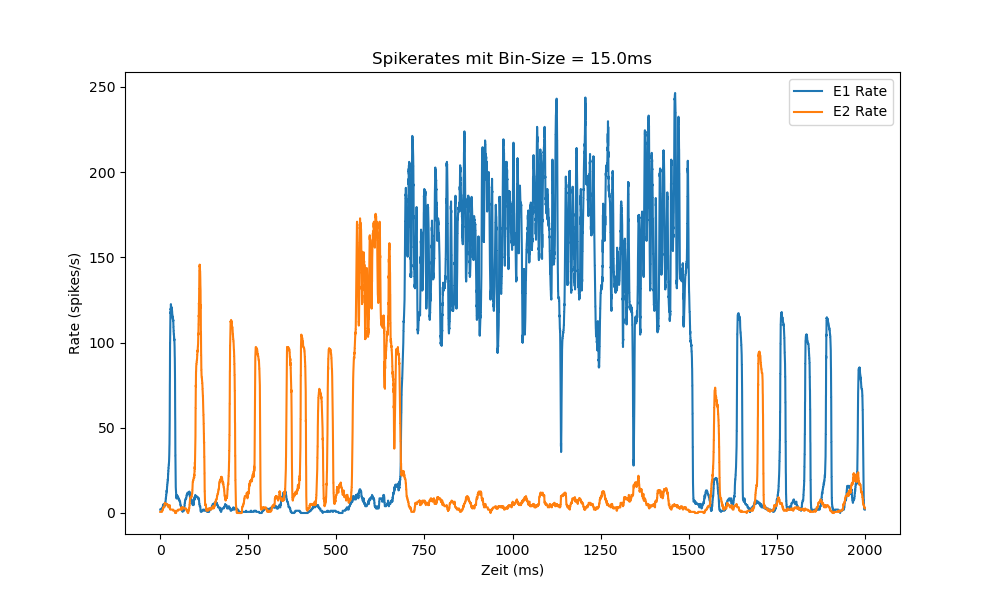 Spikerates mit Bin-Size = 15.0ms
E1 Rate
E2 Rate
250
200
150
100
50
0
Rate (spikes/s)
0 250 500 750 1000 1250 1500 1750 2000
Zeit (ms)